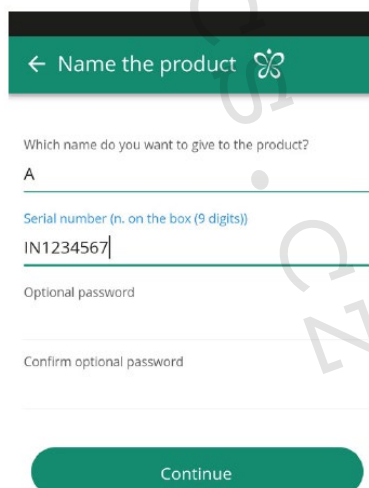 ← Name the product
Which name do you want to give to the product?
A
Serial number (n. on the box (9 digits))
IN1234567
Optional password
Confirm optional password
Continue